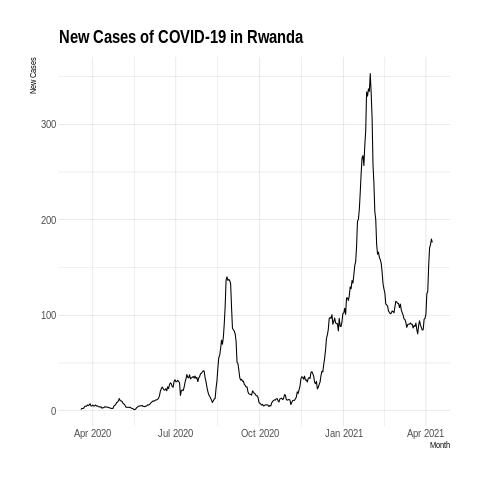 New Cases of COVID-19 in Rwanda
New Cases
300
200
100
0
Apr 2020 Jul 2020 Oct 2020 Jan 2021 Apr 2021
Month